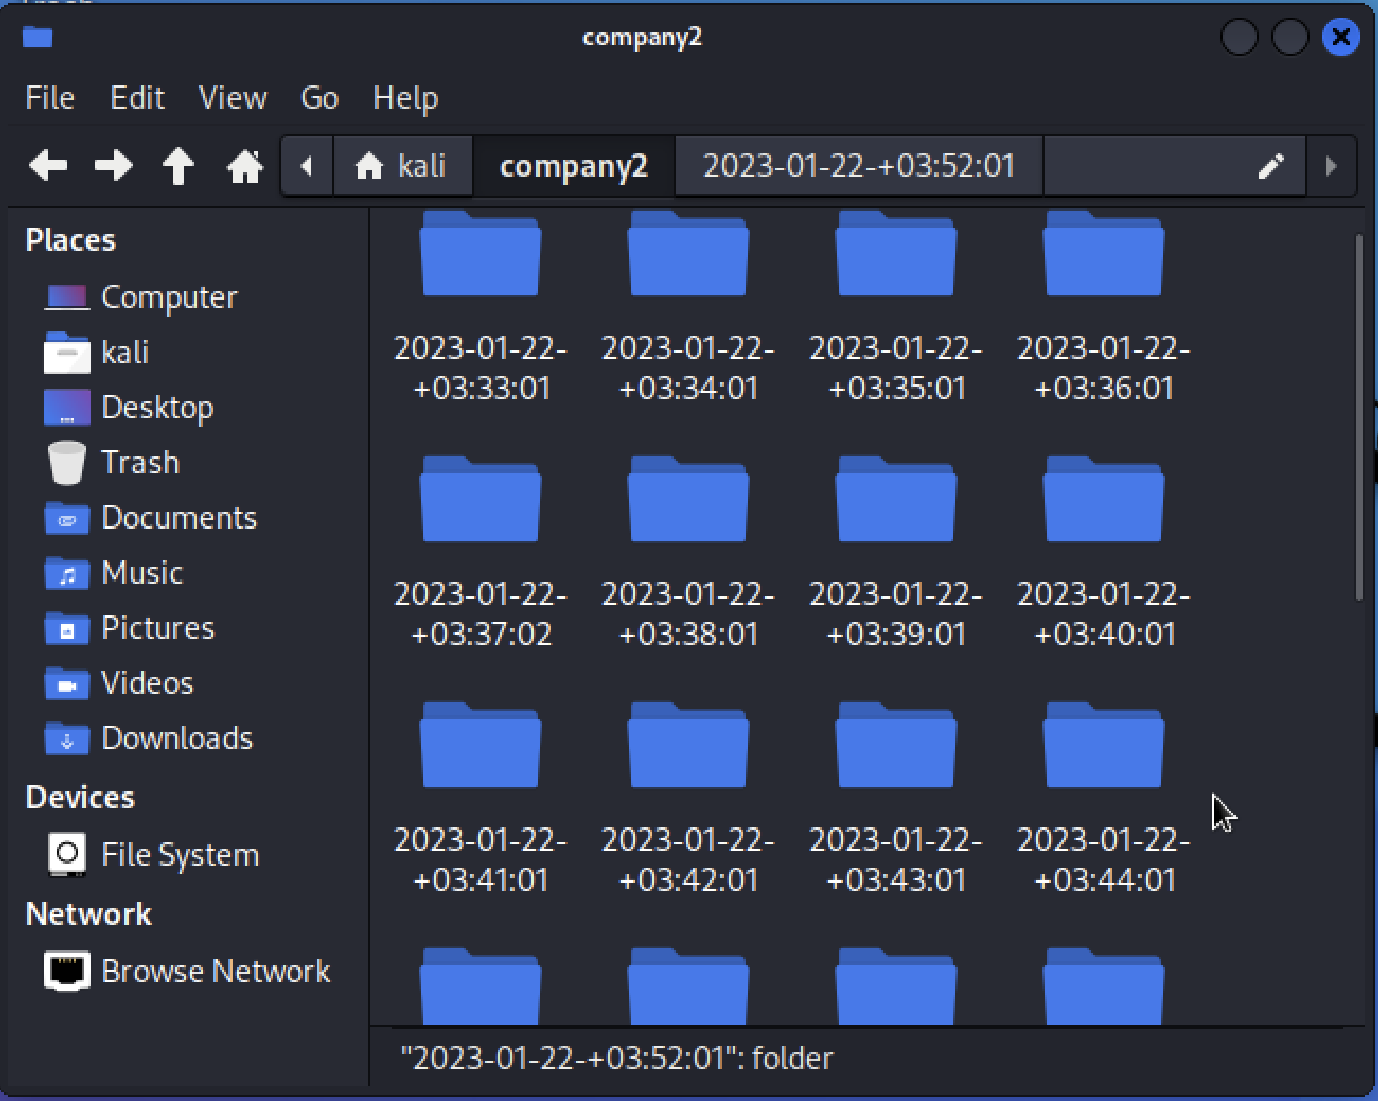 company2
File Edit View Go Help
kali company2 2023-01-22-+03:52:01
Places
Computer
kali
Desktop
Trash
Documents
Music
Pictures
Videos
Downloads
Devices
File System
Network
Browse Network
2023-01-22- 2023-01-22- 2023-01-22- 2023-01-22-
+03:33:01 +03:34:01 +03:35:01 +03:36:01
2023-01-22- 2023-01-22- 2023-01-22- 2023-01-22-
+03:37:02 +03:38:01 +03:39:01 +03:40:01
2023-01-22- 2023-01-22- 2023-01-22- 2023-01-22-
+03:41:01 +03:42:01 +03:43:01 +03:44:01
"2023-01-22-+03:52:01": folder